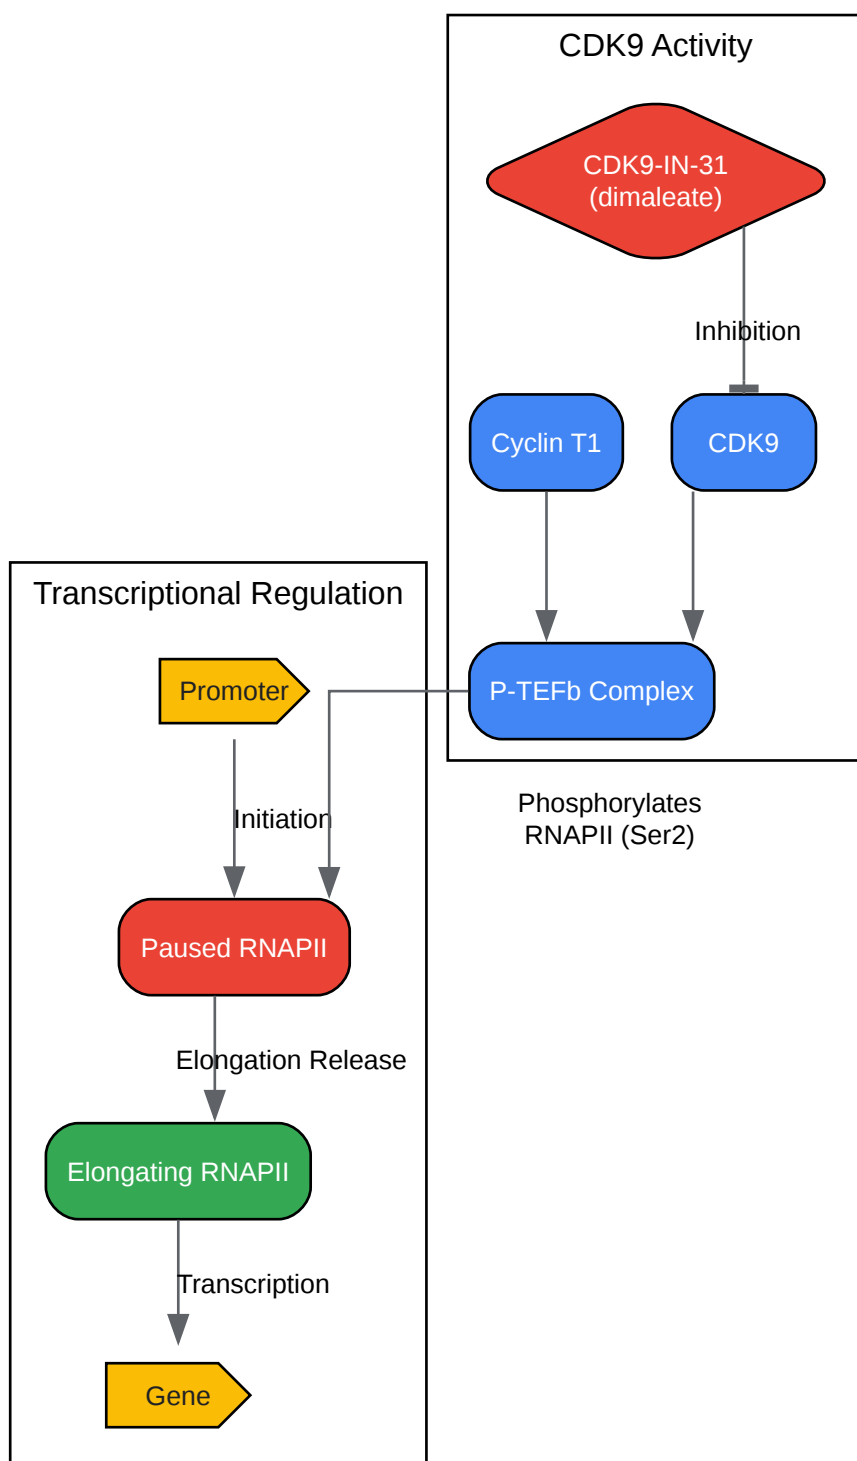 CDK9 Activity
CDK9-IN-31
(dimaleate)
Inhibition
Cyclin T1
CDK9
P-TEFb Complex
Phosphorylates
RNAPII (Ser2)
Transcriptional Regulation
Promoter
Initiation
Paused RNAPII
Elongation Release
Elongating RNAPII
Transcription
Gene